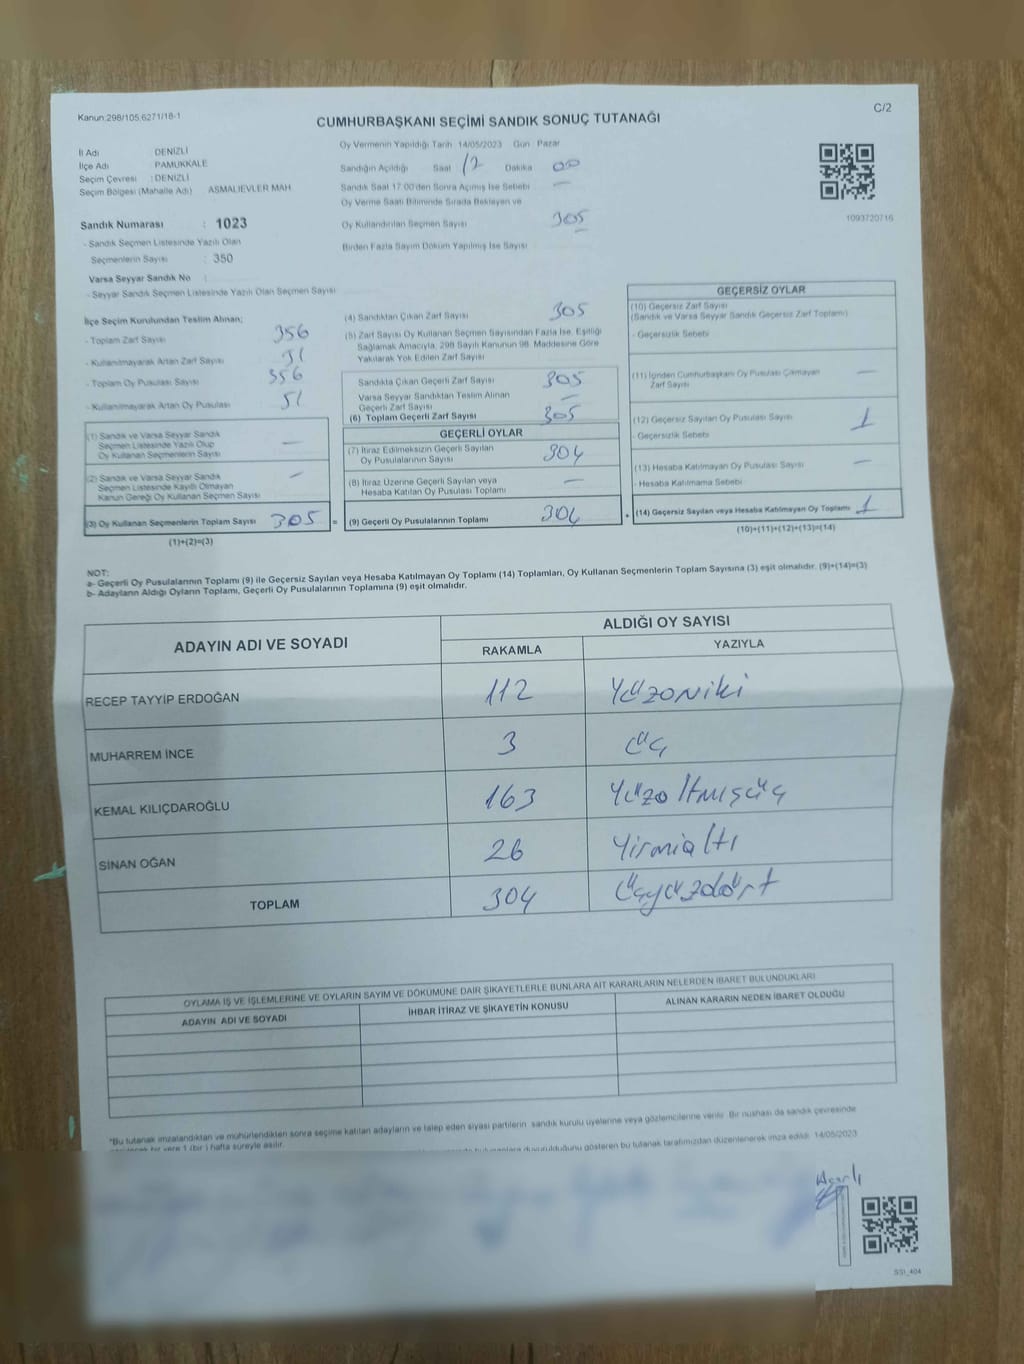 Kanun:298/105,6271/18-1
C/2
CUMHURBAŞKANI SEÇİMİ SANDIK SONUÇ TUTANAĞI
İl Adı DENİZLİ
İlçe Adı PAMUKKALE
Seçim Çevresi : DENİZLİ
Seçim Bölgesi (Mahalle Adı) ASMALIEVLER MAH
Oy Vermenin Yapıldığı Tarih 14/05/2023 Gün : Pazar
Sandığın Açıldığı Saat 17 Dakika 00
Sandık Saat 17:00'den Sonra Açımış İse Sebebi —
Oy Verme Saati Bitiminde Sırada Bekleyen ve
Oy Kullandırılan Seçmen Sayısı 305
Birden Fazla Sayım Döküm Yapılmış İse Sayısı
1093720716
Sandık Numarası : 1023
- Sandık Seçmen Listesinde Yazılı Olan
Seçmenlerin Sayısı : 350
Varsa Seyyar Sandık No :
- Seyyar Sandık Seçmen Listesinde Yazılı Olan Seçmen Sayısı
İlçe Seçim Kurulundan Teslim Alınan;
- Toplam Zarf Sayısı 356
- Kullanılmayarak Artan Zarf Sayısı 51
- Toplam Oy Pusulası Sayısı 356
- Kullanılmayarak Artan Oy Pusulası 51
(1) Sandık ve Varsa Seyyar Sandık
Seçmen Listesinde Yazılı Olup
Oy Kullanan Seçmenlerin Sayısı —
(2) Sandık ve Varsa Seyyar Sandık
Seçmen Listesinde Kayıtlı Olmayan
Kanun Gereği Oy Kullanan Seçmen Sayısı —
(3) Oy Kullanan Seçmenlerin Toplam Sayısı 305 =
(1)+(2)=(3)
(4) Sandıktan Çıkan Zarf Sayısı 305
(5) Zarf Sayısı Oy Kullanan Seçmen Sayısından Fazla İse, Eşitliği
Sağlamak Amacıyla, 298 Sayılı Kanunun 98. Maddesine Göre
Yakılarak Yok Edilen Zarf Sayısı
Sandıkta Çıkan Geçerli Zarf Sayısı 305
Varsa Seyyar Sandıktan Teslim Alınan
Geçerli Zarf Sayısı —
(6) Toplam Geçerli Zarf Sayısı 305
GEÇERLİ OYLAR
(7) İtiraz Edilmeksizin Geçerli Sayılan
Oy Pusulalarının Sayısı 304
(8) İtiraz Üzerine Geçerli Sayılan veya
Hesaba Katılan Oy Pusulası Toplamı —
(9) Geçerli Oy Pusulalarının Toplamı 304 +
GEÇERSİZ OYLAR
(10) Geçersiz Zarf Sayısı
(Sandık ve Varsa Seyyar Sandık Geçersiz Zarf Toplamı)
- Geçersizlik Sebebi
(11) İçinden Cumhurbaşkanı Oy Pusulası Çıkmayan
Zarf Sayısı —
(12) Geçersiz Sayılan Oy Pusulası Sayısı 1
- Geçersizlik Sebebi
(13) Hesaba Katılmayan Oy Pusulası Sayısı —
- Hesaba Katılmama Sebebi
(14) Geçersiz Sayılan veya Hesaba Katılmayan Oy Toplamı 1
(10)+(11)+(12)+(13)=(14)
NOT:
a- Geçerli Oy Pusulalarının Toplamı (9) ile Geçersiz Sayılan veya Hesaba Katılmayan Oy Toplamı (14) Toplamları, Oy Kullanan Seçmenlerin Toplam Sayısına (3) eşit olmalıdır. (9)+(14)=(3)
b- Adayların Aldığı Oyların Toplamı, Geçerli Oy Pusulalarının Toplamına (9) eşit olmalıdır.
ADAYIN ADI VE SOYADI
ALDIĞI OY SAYISI
RAKAMLA YAZIYLA
RECEP TAYYİP ERDOĞAN 112 Yüzoniki
MUHARREM İNCE 3 üç
KEMAL KILIÇDAROĞLU 163 Yüzaltmışüç
SİNAN OĞAN 26 Yirmialtı
TOPLAM 304 Üçyüzdört
OYLAMA İŞ VE İŞLEMLERİNE VE OYLARIN SAYIM VE DÖKÜMÜNE DAİR ŞİKAYETLERLE BUNLARA AİT KARARLARIN NELERDEN İBARET BULUNDUKLARI
ADAYIN ADI VE SOYADI İHBAR İTİRAZ VE ŞİKAYETİN KONUSU ALINAN KARARIN NEDEN İBARET OLDUĞU
*Bu tutanak imzalandıktan ve mühürlendikten sonra seçime katılan adayların ve talep eden siyasi partilerin sandık kurulu üyelerine veya gözlemcilerine verilir. Bir nüshası da sandık çevresinde
bir yere 1 (bir) hafta süreyle asılır.
duyurulduğunu gösteren bu tutanak tarafımızdan düzenlenerek imza edildi. 14/05/2023
SSİ_404